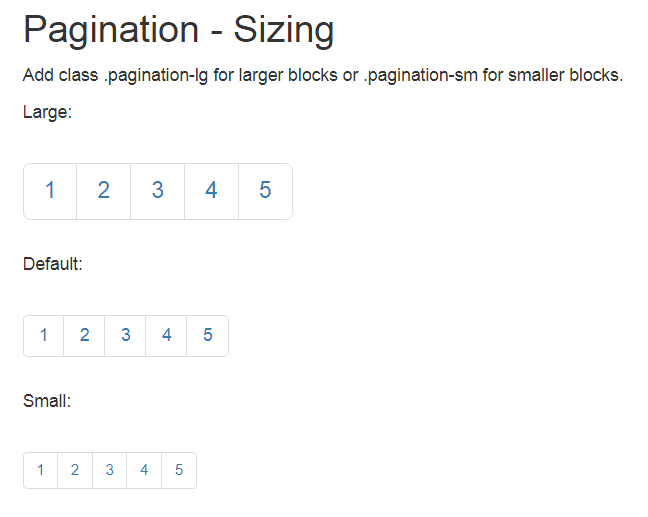 Pagination - Sizing
Add class .pagination-lg for larger blocks or .pagination-sm for smaller blocks.
Large:
1 2 3 4 5
Default:
1 2 3 4 5
Small:
1 2 3 4 5